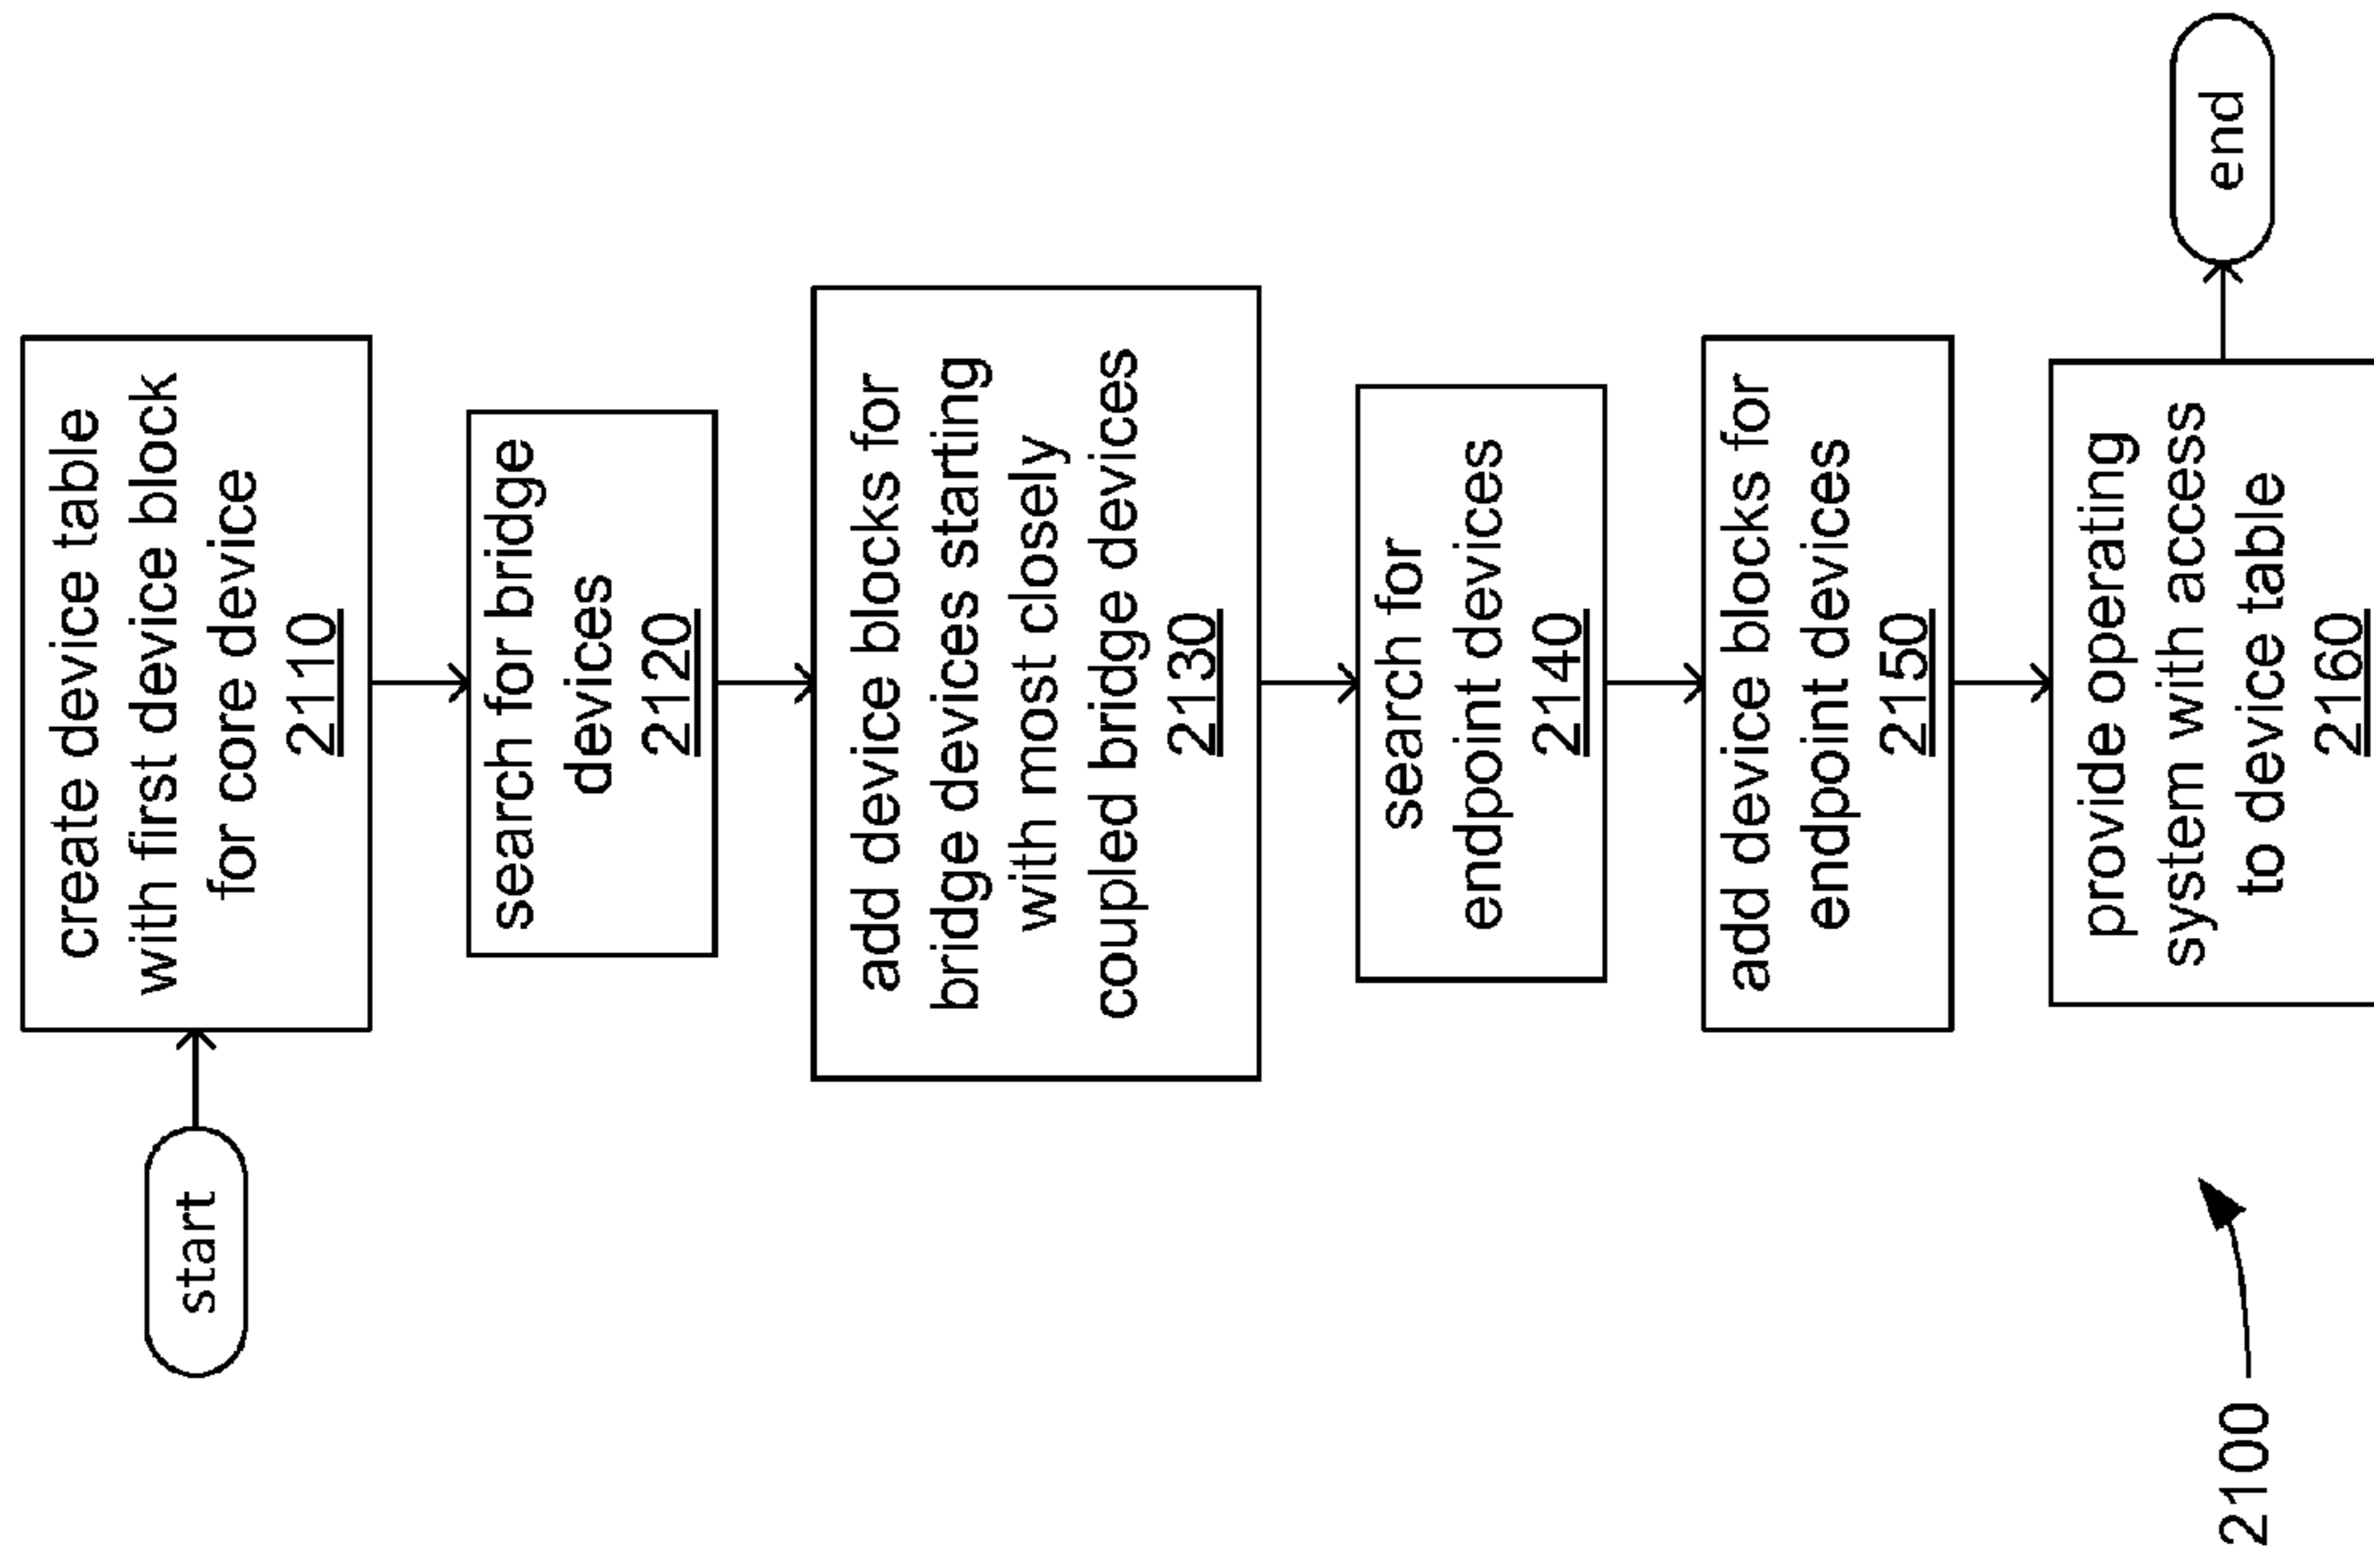 start
create device table
with first device block
for core device
2110
search for bridge
devices
2120
add device blocks for
bridge devices starting
with most closely
coupled bridge devices
2130
search for
endpoint devices
2140
add device blocks for
endpoint devices
2150
provide operating
system with access
to device table
2160
end
2100